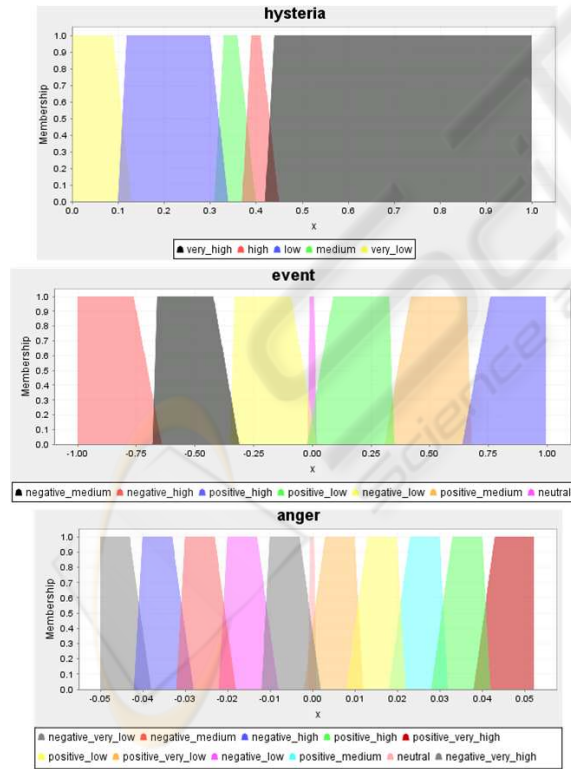 hysteria
Membership
1.0
0.9
0.8
0.7
0.6
0.5
0.4
0.3
0.2
0.1
0.0
0.0 0.1 0.2 0.3 0.4 0.5 0.6 0.7 0.8 0.9 1.0
x
very_high high low medium very_low
event
Membership
1.0
0.9
0.8
0.7
0.6
0.5
0.4
0.3
0.2
0.1
0.0
-1.00 -0.75 -0.50 -0.25 0.00 0.25 0.50 0.75 1.00
x
negative_medium negative_high positive_high positive_low negative_low positive_medium neutral
anger
Membership
1.0
0.9
0.8
0.7
0.6
0.5
0.4
0.3
0.2
0.1
0.0
-0.05 -0.04 -0.03 -0.02 -0.01 0.00 0.01 0.02 0.03 0.04 0.05
x
negative_very_low negative_medium negative_high positive_high positive_very_high
positive_low positive_very_low negative_low positive_medium neutral negative_very_high
science a